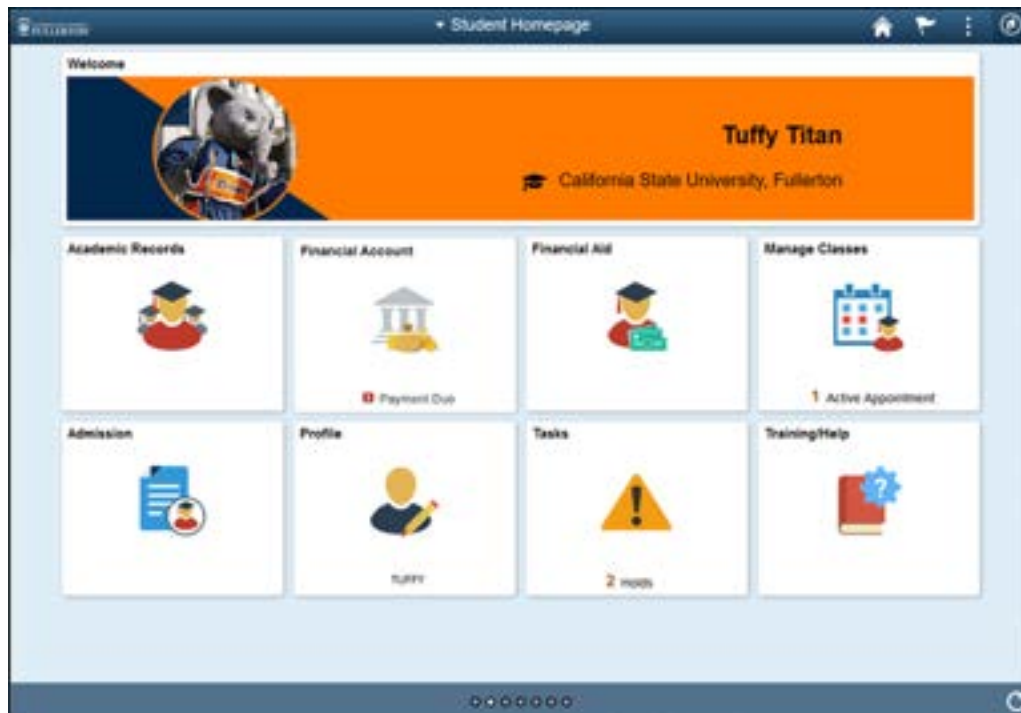 FULLERTON
Student Homepage
Welcome
Tuffy Titan
California State University, Fullerton
Academic Records
Financial Account
Financial Aid
Manage Classes
Payment Due
1 Active Appointment
Admission
Profile
Tasks
Training/Help
?
TUFFY
2 Holds